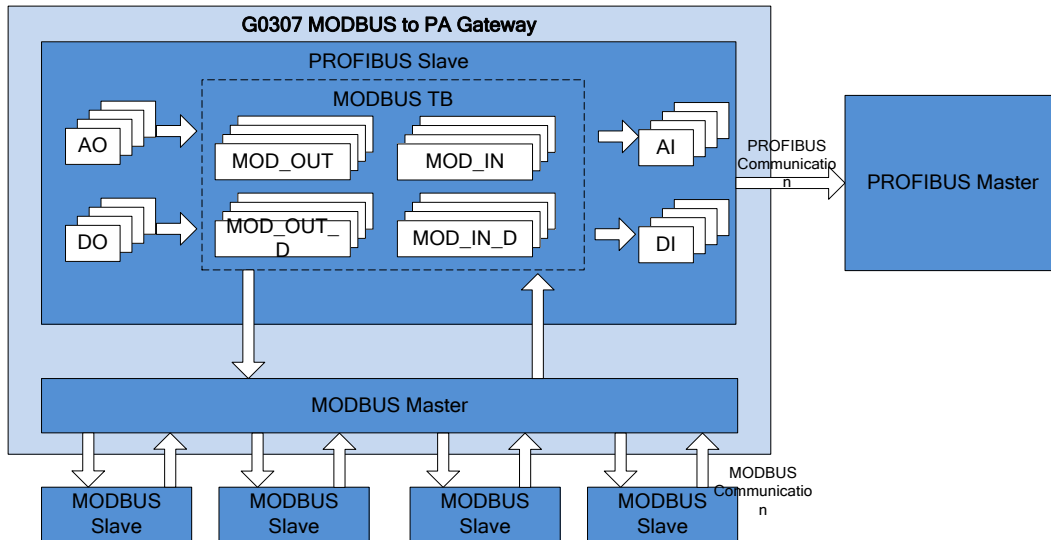 G0307 MODBUS to PA Gateway
PROFIBUS Slave
MODBUS TB
AO
MOD_OUT
MOD_IN
AI
DO
MOD_OUT_
D
MOD_IN_D
DI
PROFIBUS
Communicatio
n
PROFIBUS Master
MODBUS Master
MODBUS
Slave
MODBUS
Slave
MODBUS
Slave
MODBUS
Slave
MODBUS
Communicatio
n